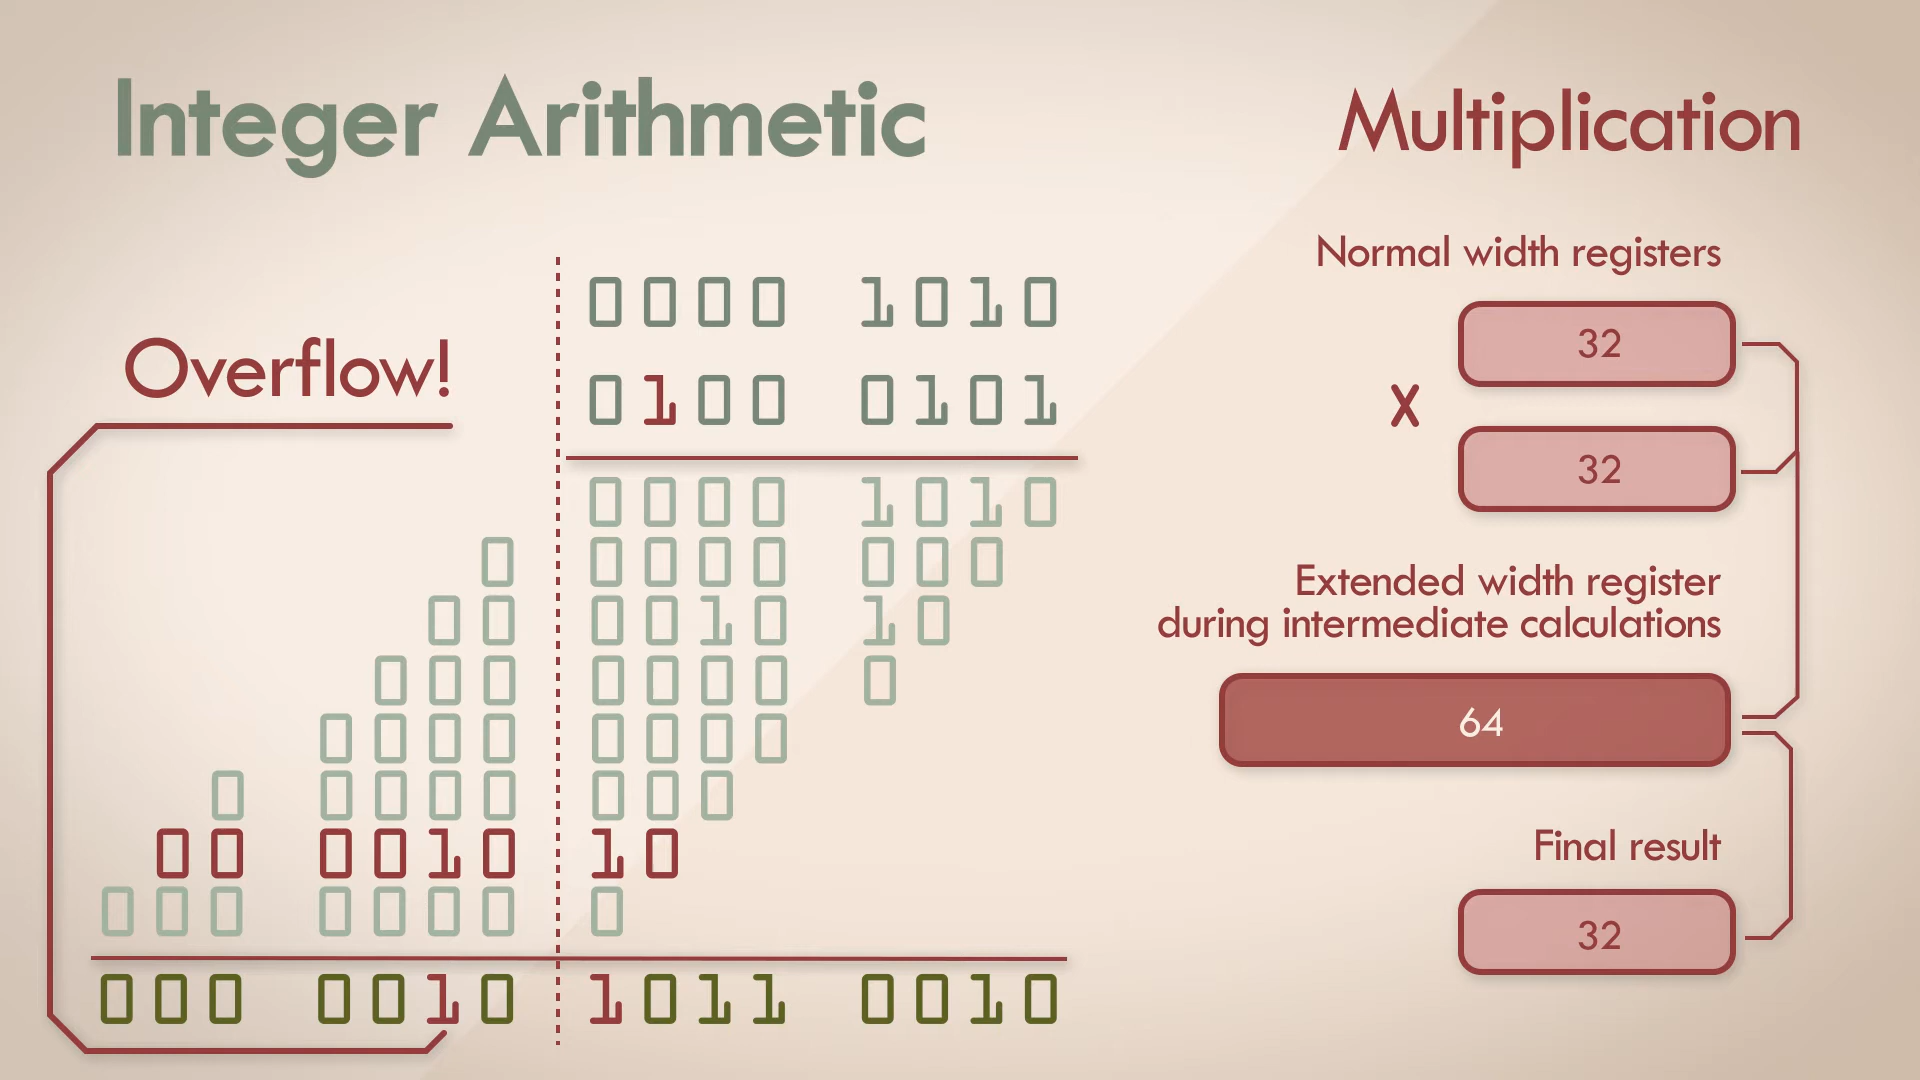 Integer Arithmetic
Multiplication
Overflow!
0000 1010
0100 0101
0000 1010
0 0000 000
00 0010 10
000 0000 0
0000 0000
0 0000 000
00 0010 10
000 0000 0
000 0010 1011 0010
Normal width registers
32
X
32
Extended width register
during intermediate calculations
64
Final result
32